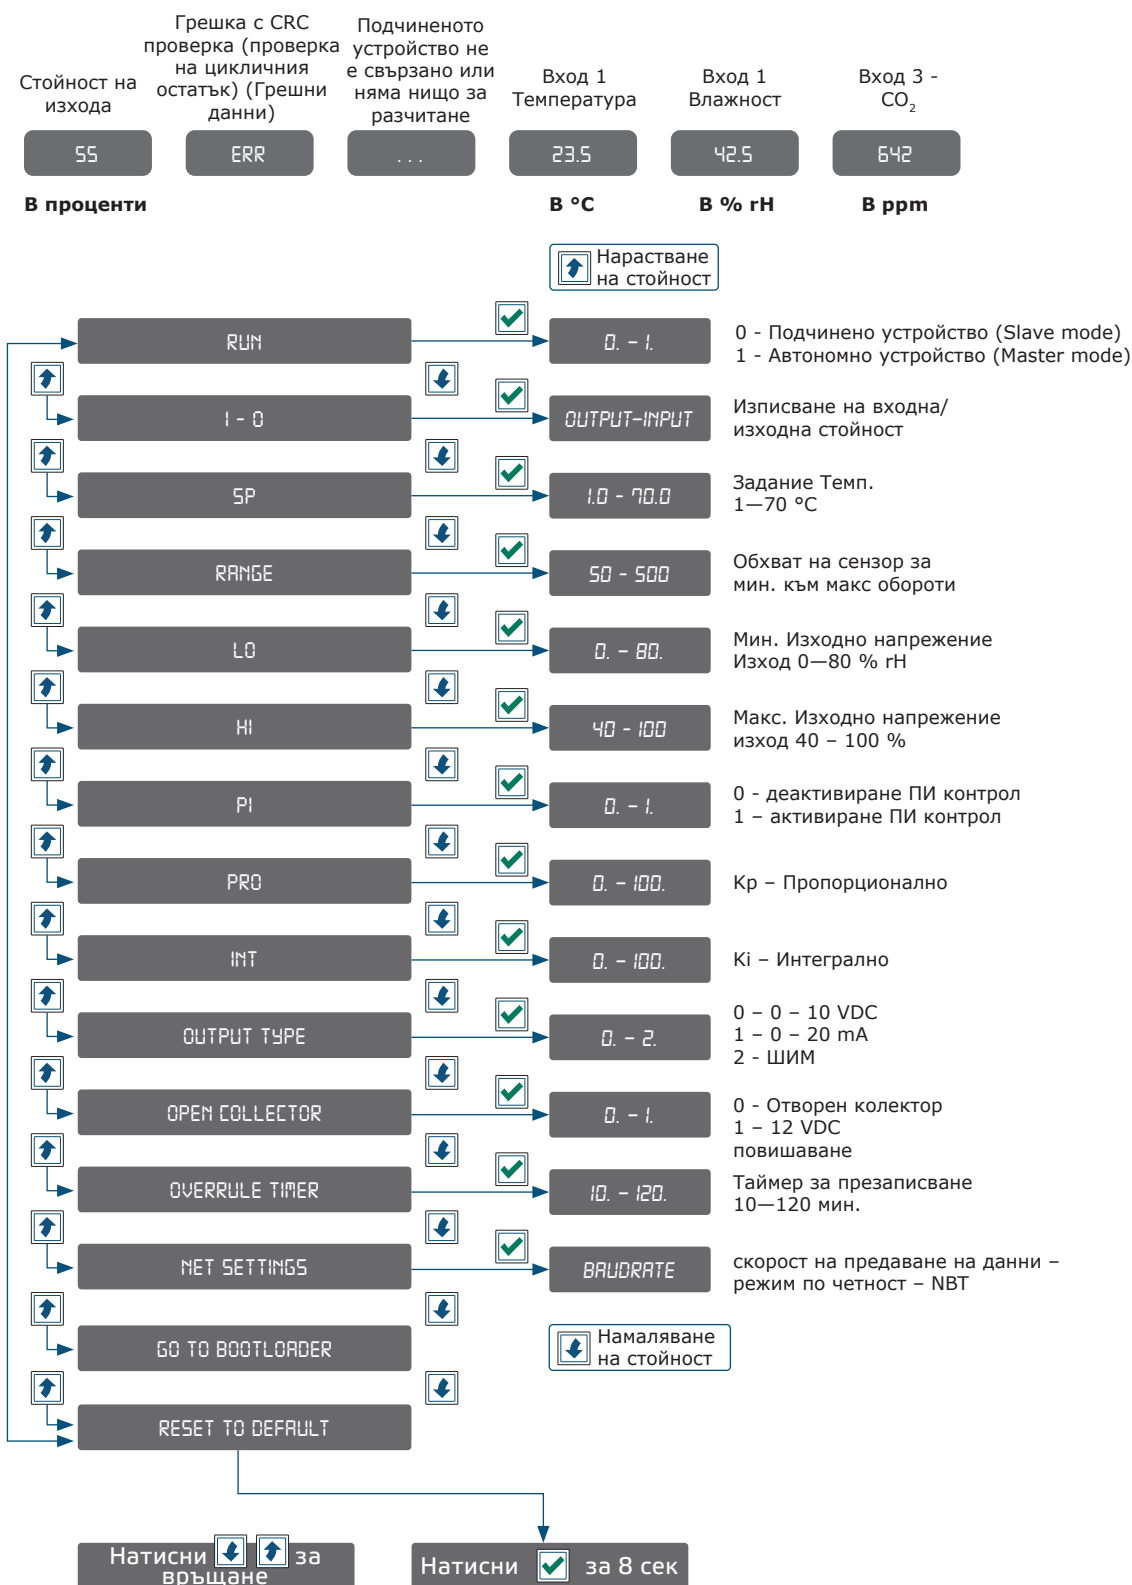 Стойност на
изхода
Грешка с CRC
проверка (проверка
на цикличния
остатък) (Грешни
данни)
Подчиненото
устройство не
е свързано или
няма нищо за
разчитане
Вход 1
Температура
Вход 1
Влажност
Вход 3 -
CO2
55
ERR
...
23.5
42.5
642
В проценти
В °C
В % rH
В ppm
Нарастване
на стойност
RUN
0. - 1.
0 - Подчинено устройство (Slave mode)
1 - Автономно устройство (Master mode)
I - O
OUTPUT-INPUT
Изписване на входна/
изходна стойност
SP
1.0 - 70.0
Задание Темп.
1—70 °C
RANGE
50 - 500
Обхват на сензор за
мин. към макс обороти
LO
0. - 80.
Мин. Изходно напрежение
Изход 0—80 % rH
HI
40 - 100
Макс. Изходно напрежение
изход 40 – 100 %
PI
0. - 1.
0 - деактивиране ПИ контрол
1 – активиране ПИ контрол
PRO
0. - 100.
Kp – Пропорционално
INT
0. - 100.
Ki – Интегрално
OUTPUT TYPE
0. - 2.
0 – 0 – 10 VDC
1 – 0 – 20 mA
2 - ШИМ
OPEN COLLECTOR
0. - 1.
0 - Отворен колектор
1 – 12 VDC
повишаване
OVERRULE TIMER
10. - 120.
Таймер за презаписване
10—120 мин.
NET SETTINGS
BAUDRATE
скорост на предаване на данни –
режим по четност – NBT
GO TO BOOTLOADER
Намаляване
на стойност
RESET TO DEFAULT
Натисни за
връщане
Натисни за 8 сек